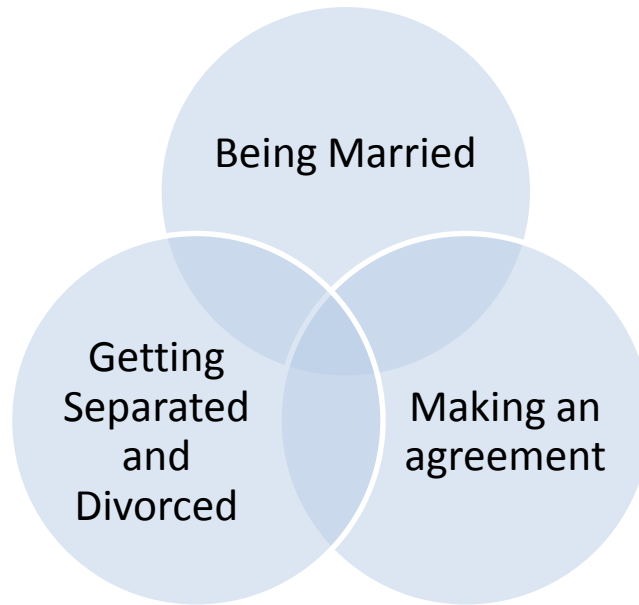 Being Married
Getting
Separated
and
Divorced
Making an
agreement